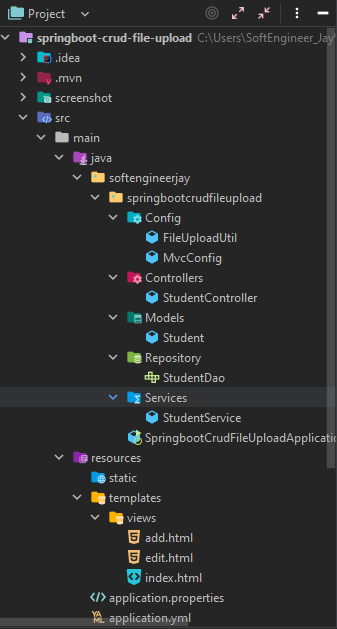 Project
springboot-crud-file-upload C:\Users\SoftEngineer_Jay\
.idea
.mvn
screenshot
src
main
java
softengineerjay
springbootcrudfileupload
Config
FileUploadUtil
MvcConfig
Controllers
StudentController
Models
Student
Repository
StudentDao
Services
StudentService
SpringbootCrudFileUploadApplicatio
resources
static
templates
views
add.html
edit.html
index.html
application.properties
application.yml